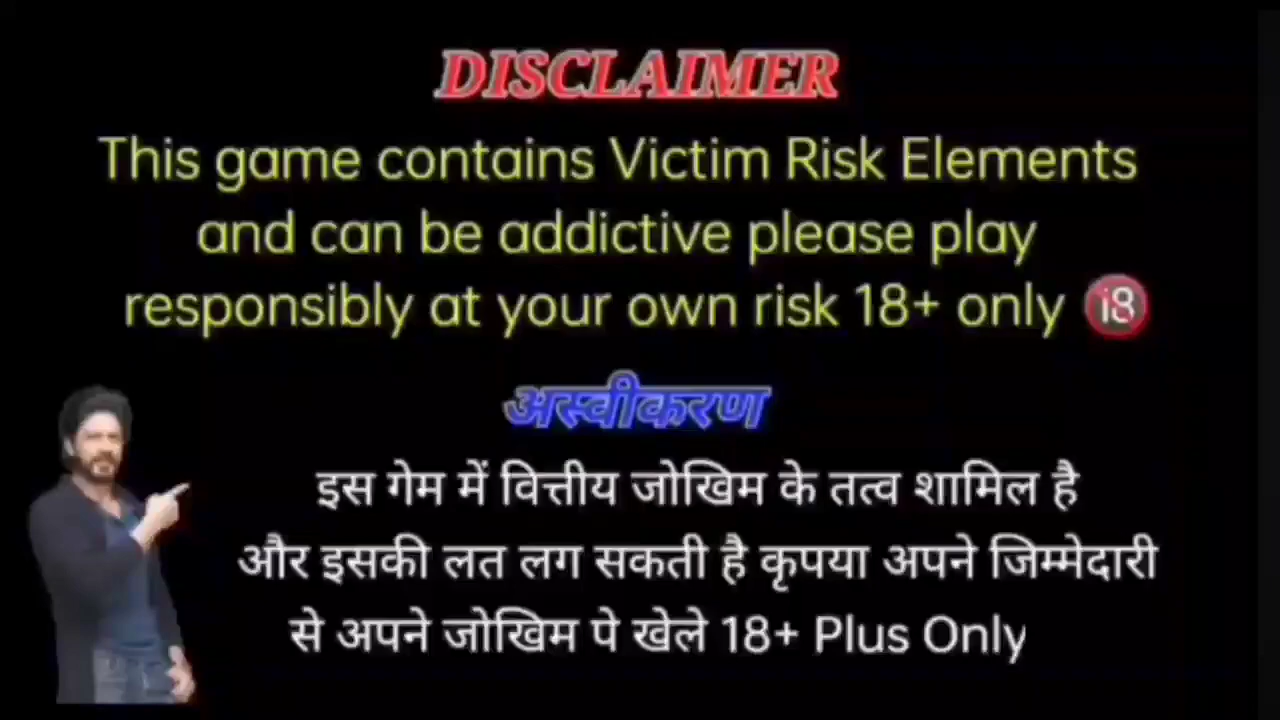 DISCLAIMER
This game contains Victim Risk Elements
and can be addictive please play
responsibly at your own risk 18+ only 🔞
अस्वीकरण
इस गेम में वित्तीय जोखिम के तत्व शामिल है
और इसकी लत लग सकती है कृपया अपने जिम्मेदारी
से अपने जोखिम पे खेले 18+ Plus Only